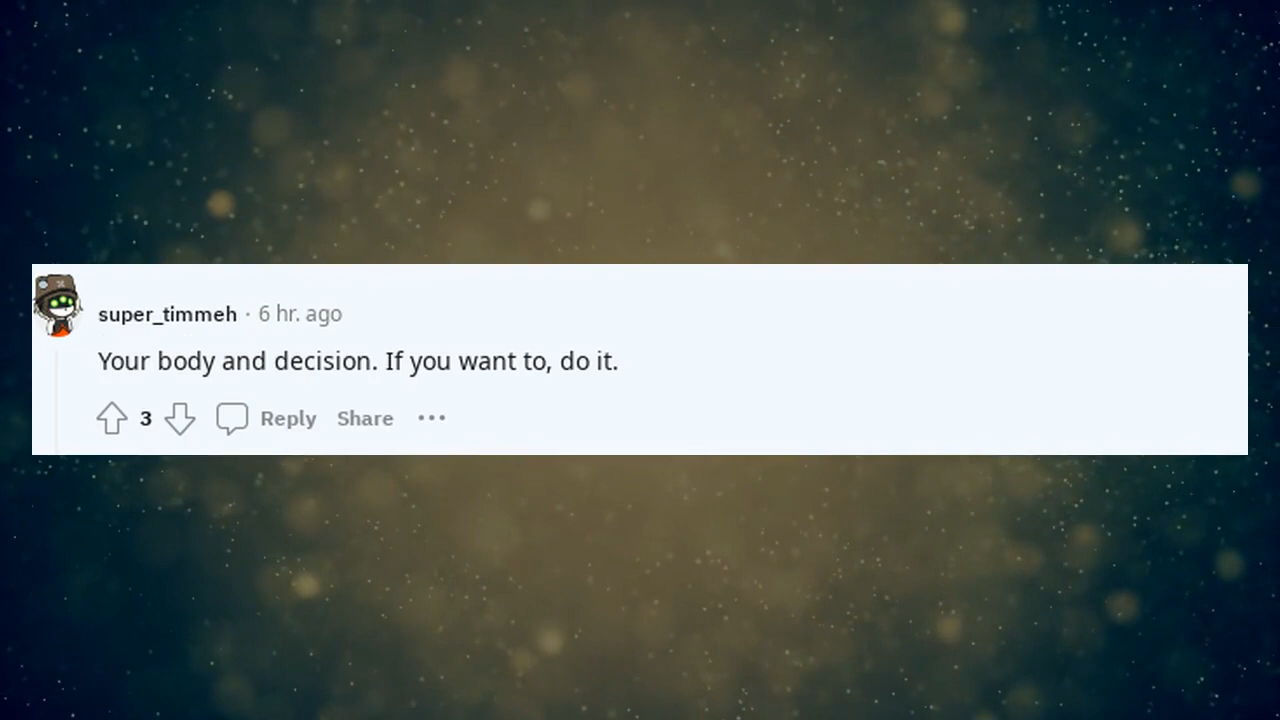 super_timmeh · 6 hr. ago
Your body and decision. If you want to, do it.
3 Reply Share ···